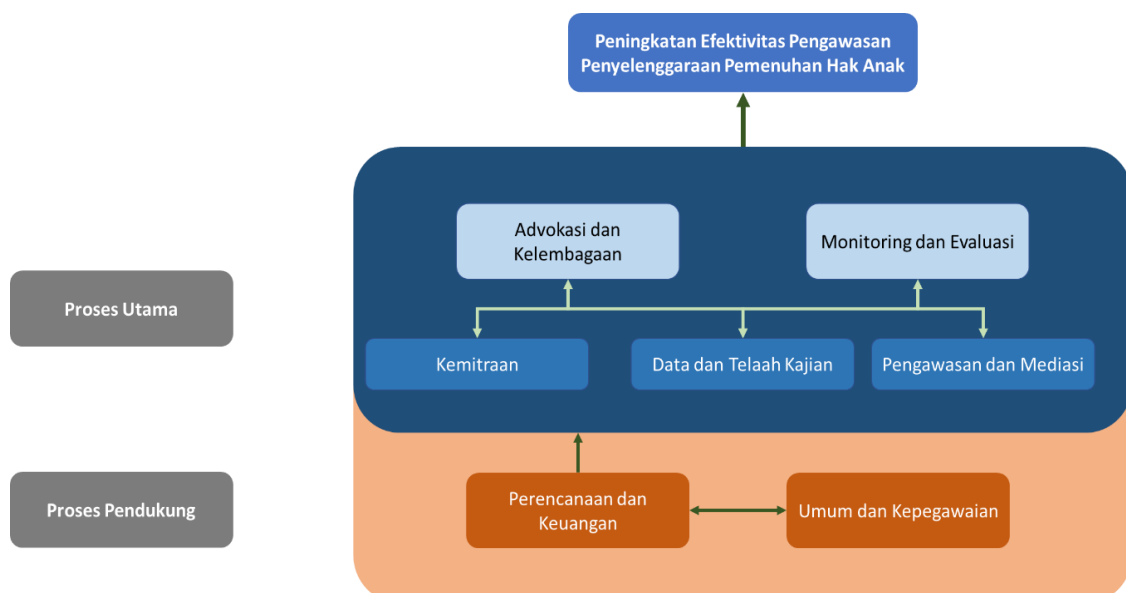 Peningkatan Efektivitas Pengawasan
Penyelenggaraan Pemenuhan Hak Anak
Advokasi dan
Kelembagaan
Monitoring dan Evaluasi
Proses Utama
Kemitraan
Data dan Telaah Kajian
Pengawasan dan Mediasi
Proses Pendukung
Perencanaan dan
Keuangan
Umum dan Kepegawaian